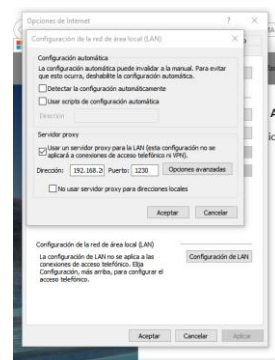 Opciones de Internet
Configuración de la red de área local (LAN)
Configuración automática
La configuración automática puede invalidar a la manual. Para evitar
que esto ocurra, deshabilite la configuración automática.
Detectar la configuración automáticamente
Usar scripts de configuración automática
Dirección
Servidor proxy
Usar un servidor proxy para la LAN (esta configuración no se
aplicará a conexiones de acceso telefónico ni VPN).
Dirección: 192.168.2 Puerto: 1230 Opciones avanzadas
No usar servidor proxy para direcciones locales
Aceptar Cancelar
Configuración de la red de área local (LAN)
La configuración de LAN no se aplica a las
conexiones de acceso telefónico. Elija
Configuración, más arriba, para configurar el
acceso telefónico.
Configuración de LAN
Aceptar Cancelar Aplicar